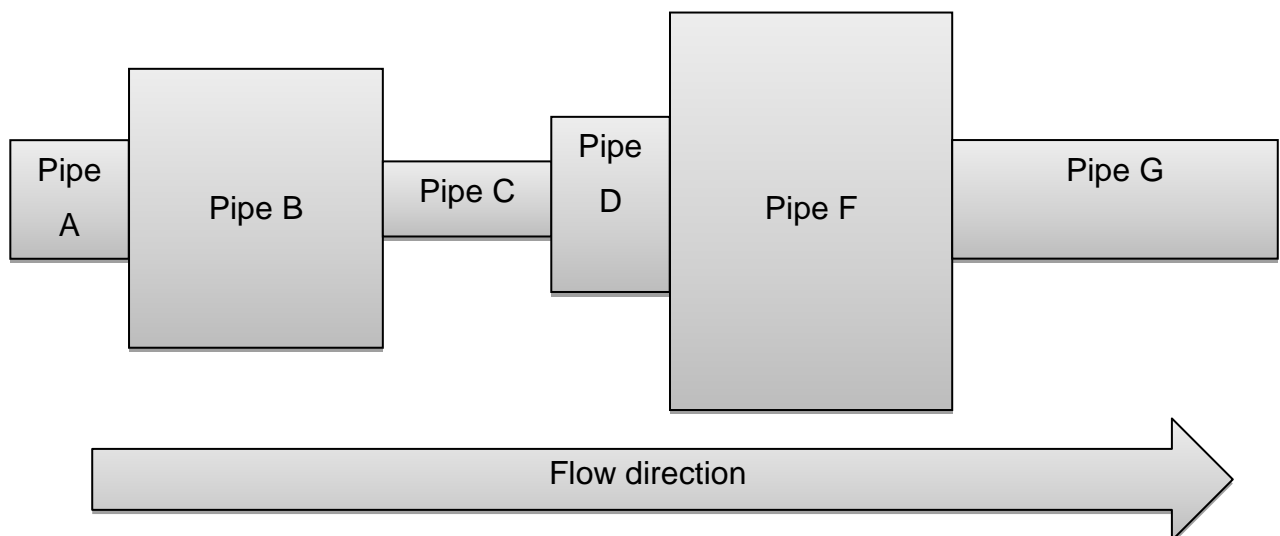 Pipe
A
Pipe B
Pipe C
Pipe
D
Pipe F
Pipe G
Flow direction